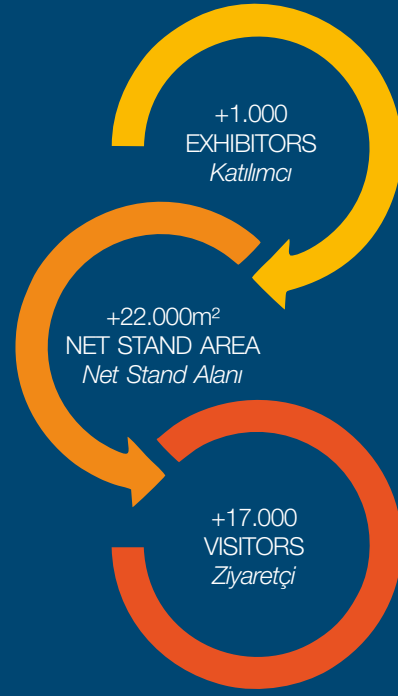 +1.000
EXHIBITORS
Katılımcı
+22.000m²
NET STAND AREA
Net Stand Alanı
+17.000
VISITORS
Ziyaretçi